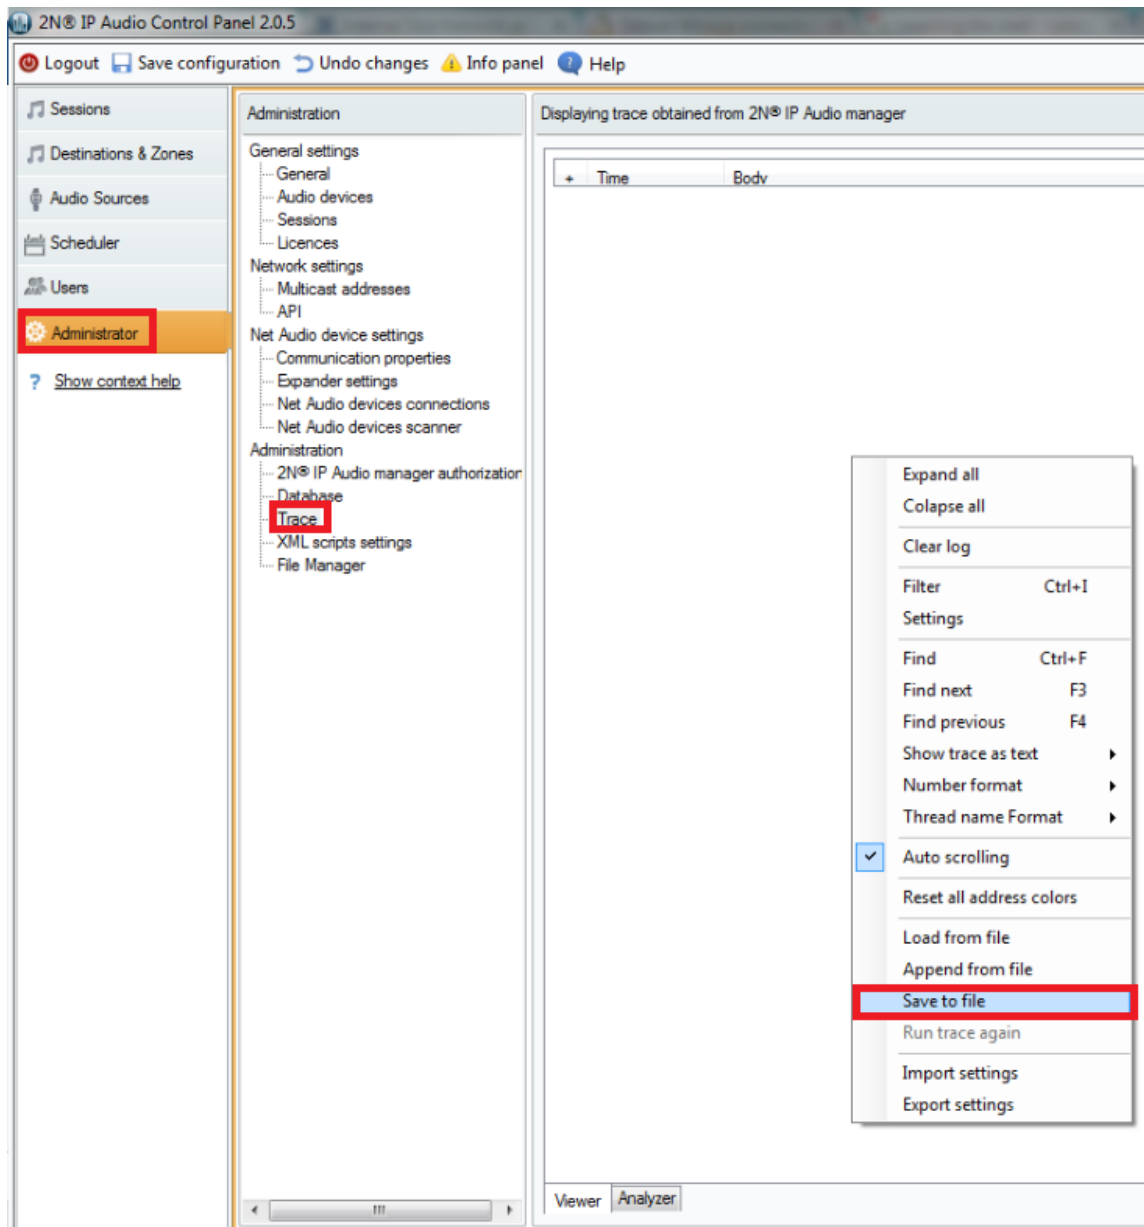 2N® IP Audio Control Panel 2.0.5
Logout Save configuration Undo changes Info panel Help
Sessions
Destinations & Zones
Audio Sources
Scheduler
Users
Administrator
? Show context help
Administration
General settings
General
Audio devices
Sessions
Licences
Network settings
Multicast addresses
API
Net Audio device settings
Communication properties
Expander settings
Net Audio devices connections
Net Audio devices scanner
Administration
2N® IP Audio manager authorization
Database
Trace
XML scripts settings
File Manager
Displaying trace obtained from 2N® IP Audio manager
+ Time Body
Expand all
Colapse all
Clear log
Filter Ctrl+I
Settings
Find Ctrl+F
Find next F3
Find previous F4
Show trace as text
Number format
Thread name Format
Auto scrolling
Reset all address colors
Load from file
Append from file
Save to file
Run trace again
Import settings
Export settings
Viewer Analyzer